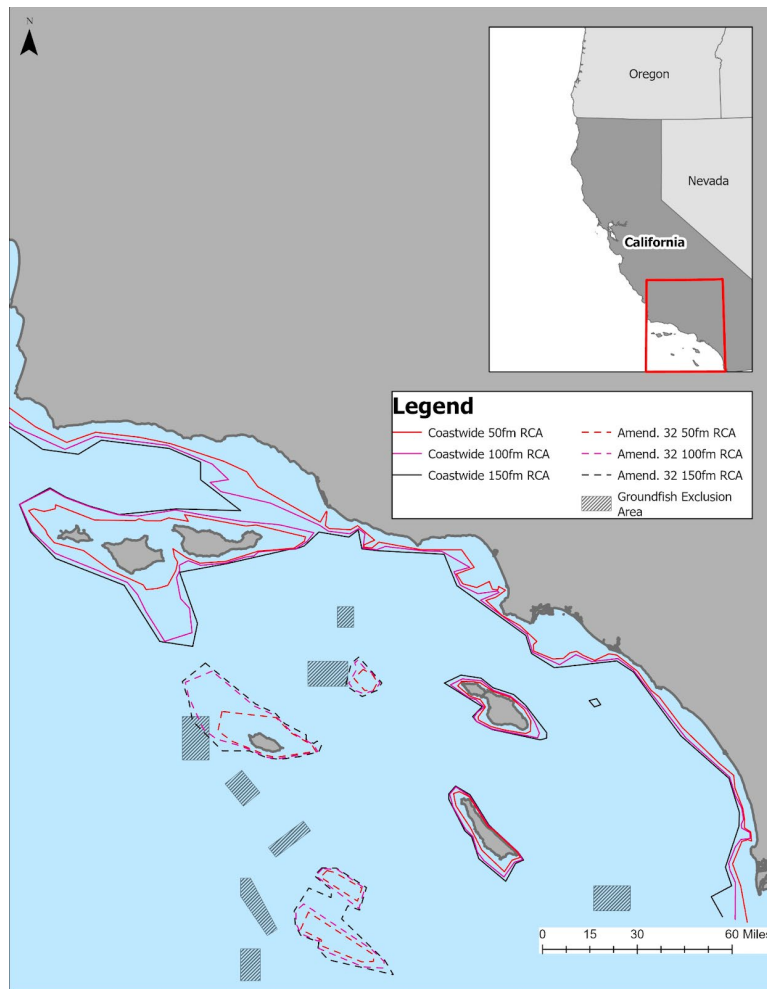 N
Oregon
Nevada
California
Legend
Coastwide 50fm RCA
Amend. 32 50fm RCA
Coastwide 100fm RCA
Amend. 32 100fm RCA
Coastwide 150fm RCA
Amend. 32 150fm RCA
Groundfish Exclusion
Area
0 15 30 60 Miles